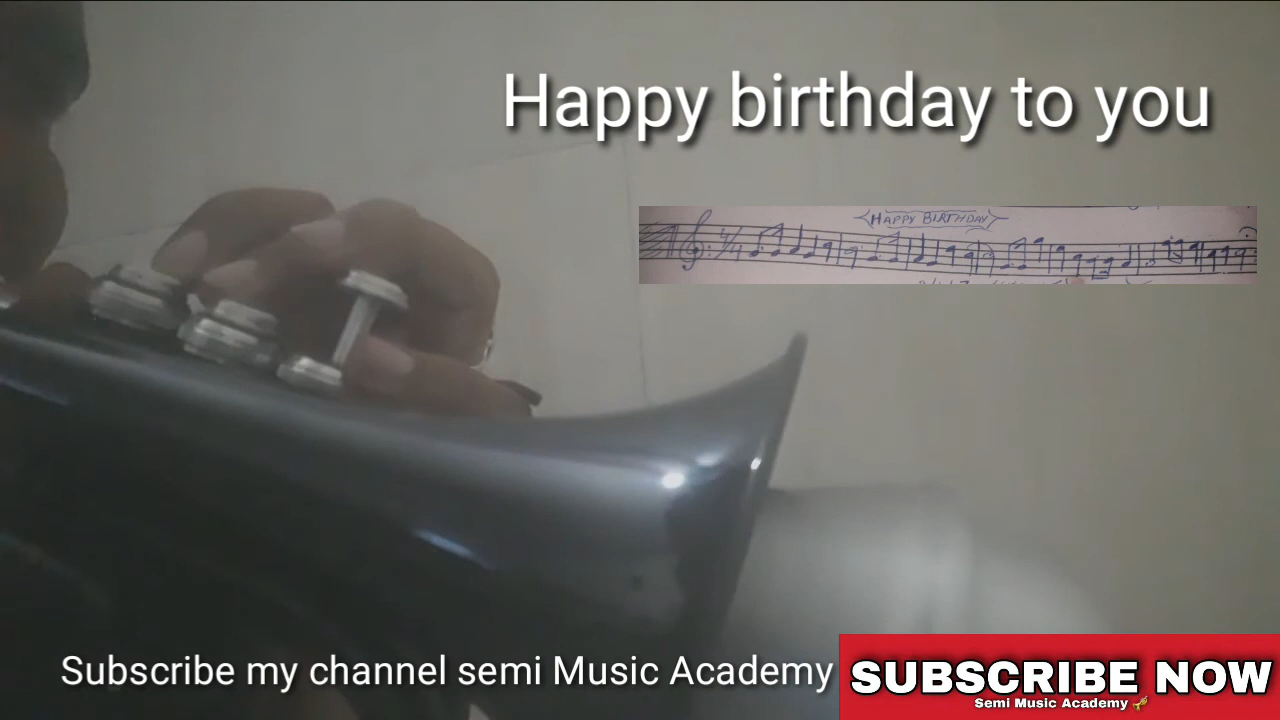 Happy birthday to you
HAPPY BIRTHDAY
Subscribe my channel semi Music Academy
SUBSCRIBE NOW
Semi Music Academy